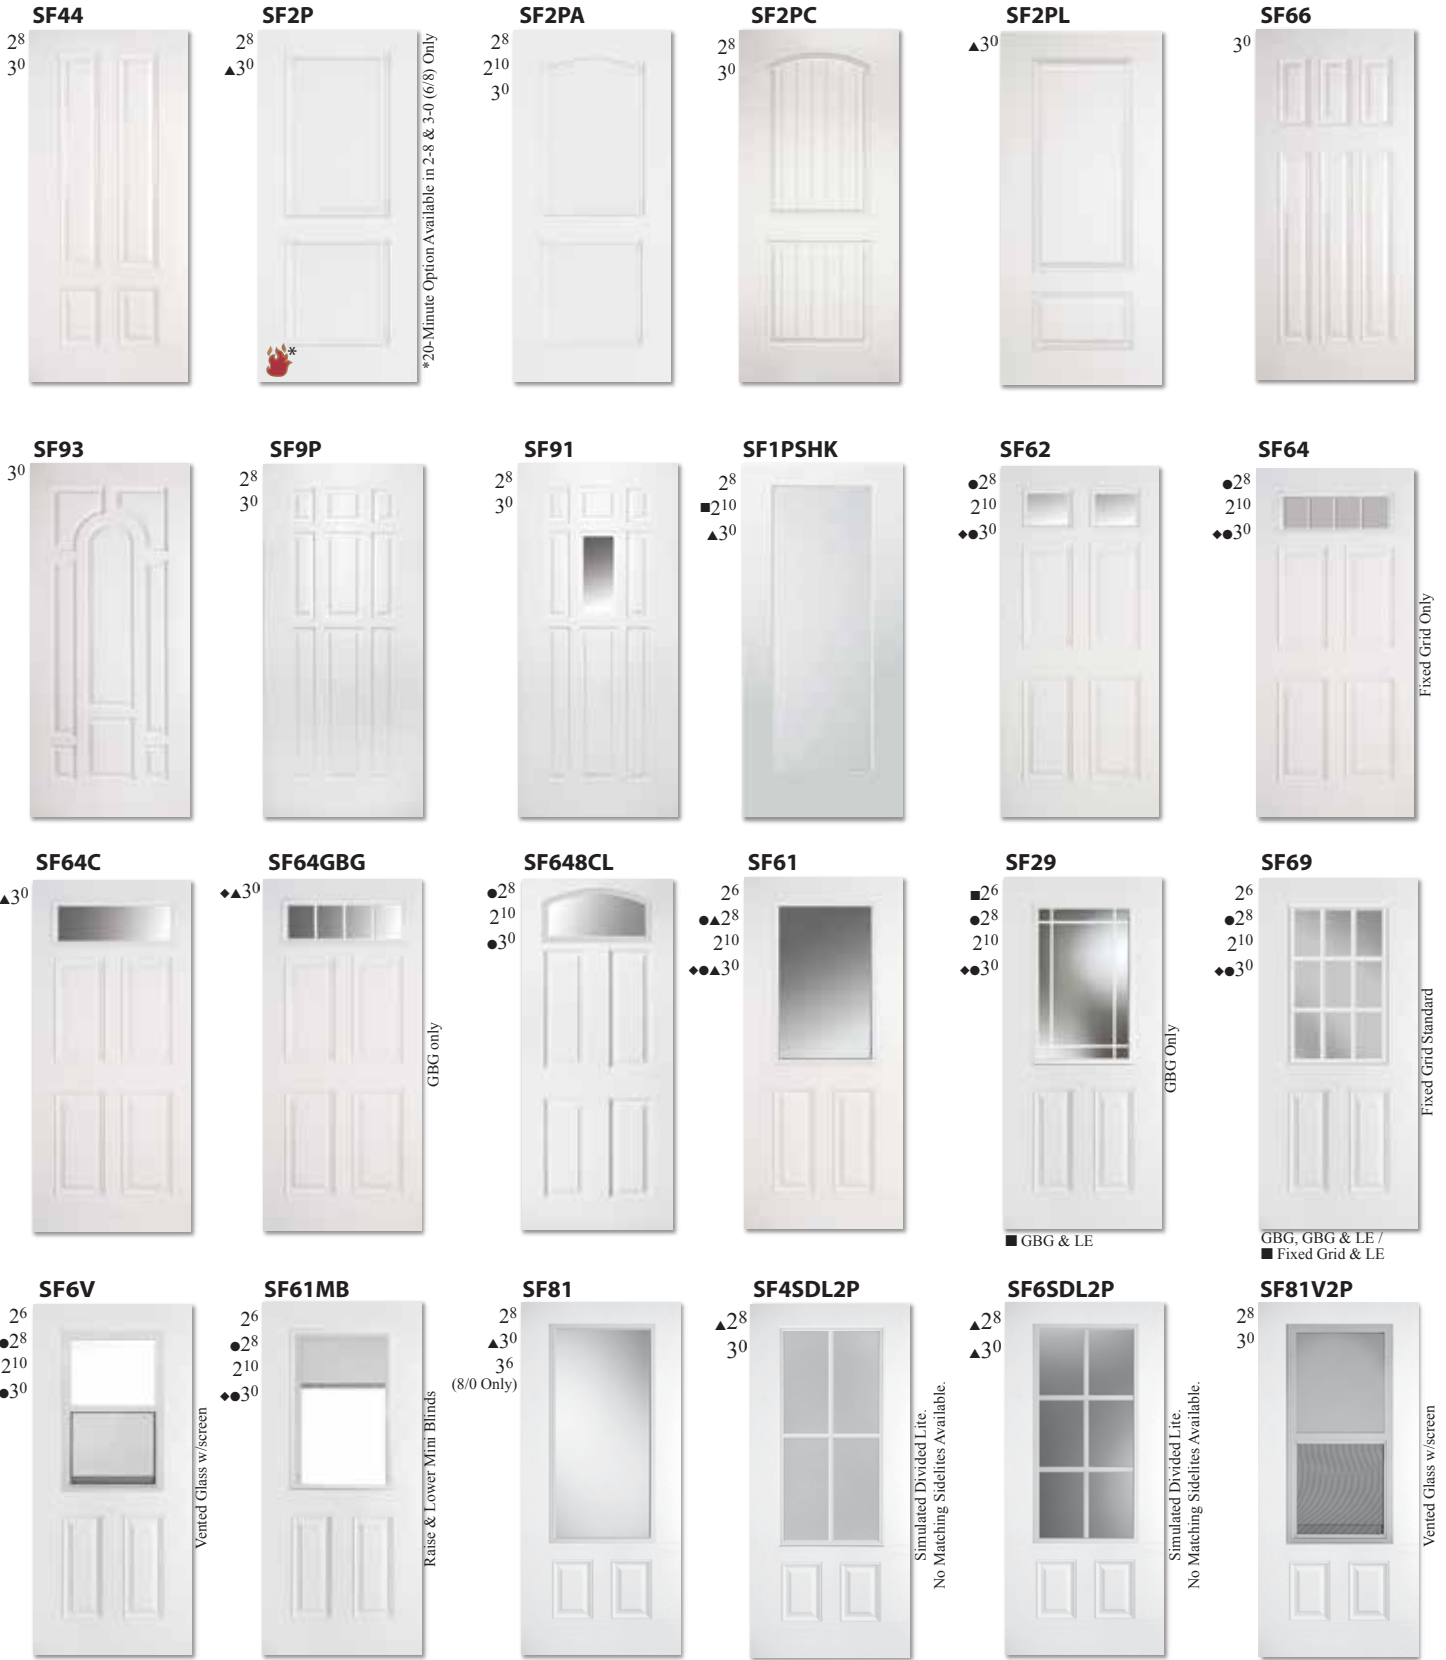 SF44
2⁸
3⁰
SF2P
2⁸
▲3⁰
*20-Minute Option Available in 2-8 & 3-0 (6/8) Only
*
SF2PA
2⁸
2¹⁰
3⁰
SF2PC
2⁸
3⁰
SF2PL
▲3⁰
SF66
3⁰
SF93
3⁰
SF9P
2⁸
3⁰
SF91
2⁸
3⁰
SF1PSHK
2⁸
■2¹⁰
▲3⁰
SF62
●2⁸
2¹⁰
◆●3⁰
SF64
●2⁸
2¹⁰
◆●3⁰
Fixed Grid Only
SF64C
▲3⁰
SF64GBG
◆▲3⁰
GBG only
SF648CL
●2⁸
2¹⁰
●3⁰
SF61
2⁶
●▲2⁸
2¹⁰
◆●▲3⁰
SF29
■2⁶
●2⁸
2¹⁰
◆●3⁰
GBG Only
■ GBG & LE
SF69
2⁶
●2⁸
2¹⁰
◆●3⁰
Fixed Grid Standard
GBG, GBG & LE /
■ Fixed Grid & LE
SF6V
2⁶
●2⁸
2¹⁰
●3⁰
Vented Glass w/screen
SF61MB
2⁶
●2⁸
2¹⁰
◆●3⁰
Raise & Lower Mini Blinds
SF81
2⁸
▲3⁰
3⁶
(8/0 Only)
SF4SDL2P
▲2⁸
3⁰
Simulated Divided Lite.
No Matching Sidelites Available.
SF6SDL2P
▲2⁸
▲3⁰
Simulated Divided Lite.
No Matching Sidelites Available.
SF81V2P
2⁸
3⁰
Vented Glass w/screen